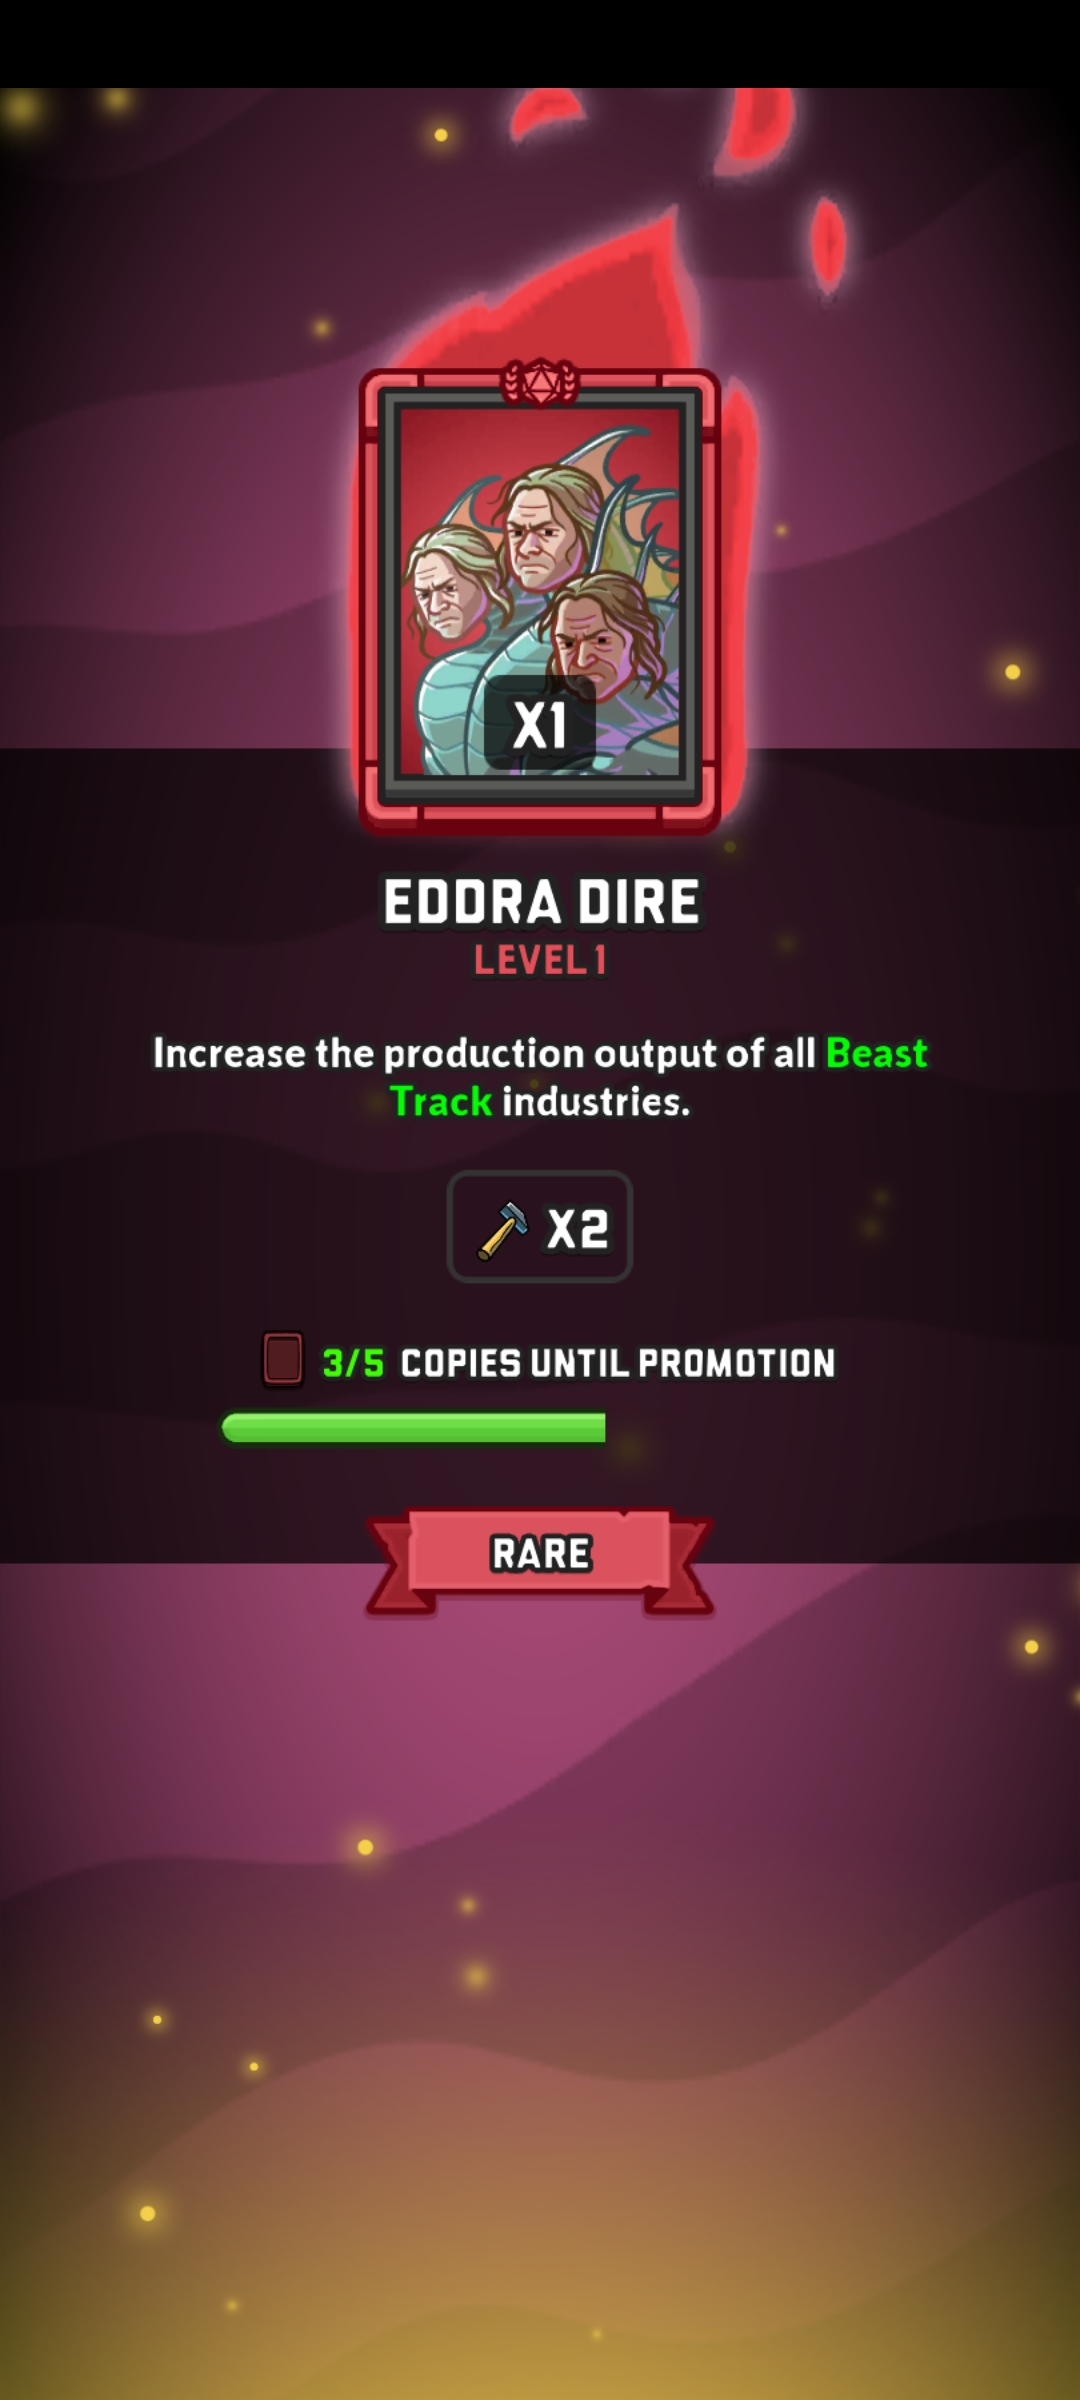 X1
EDDRA DIRE
LEVEL 1
Increase the production output of all Beast
Track industries.
X2
3/5 COPIES UNTIL PROMOTION
RARE